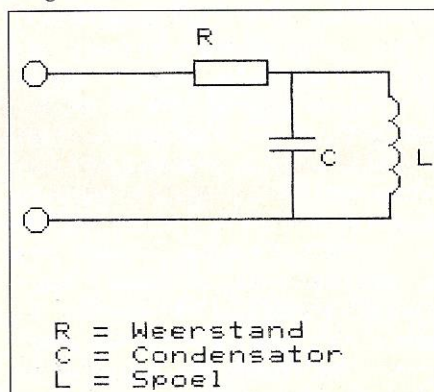 R
C
L
R = Weerstand
C = Condensator
L = Spoel